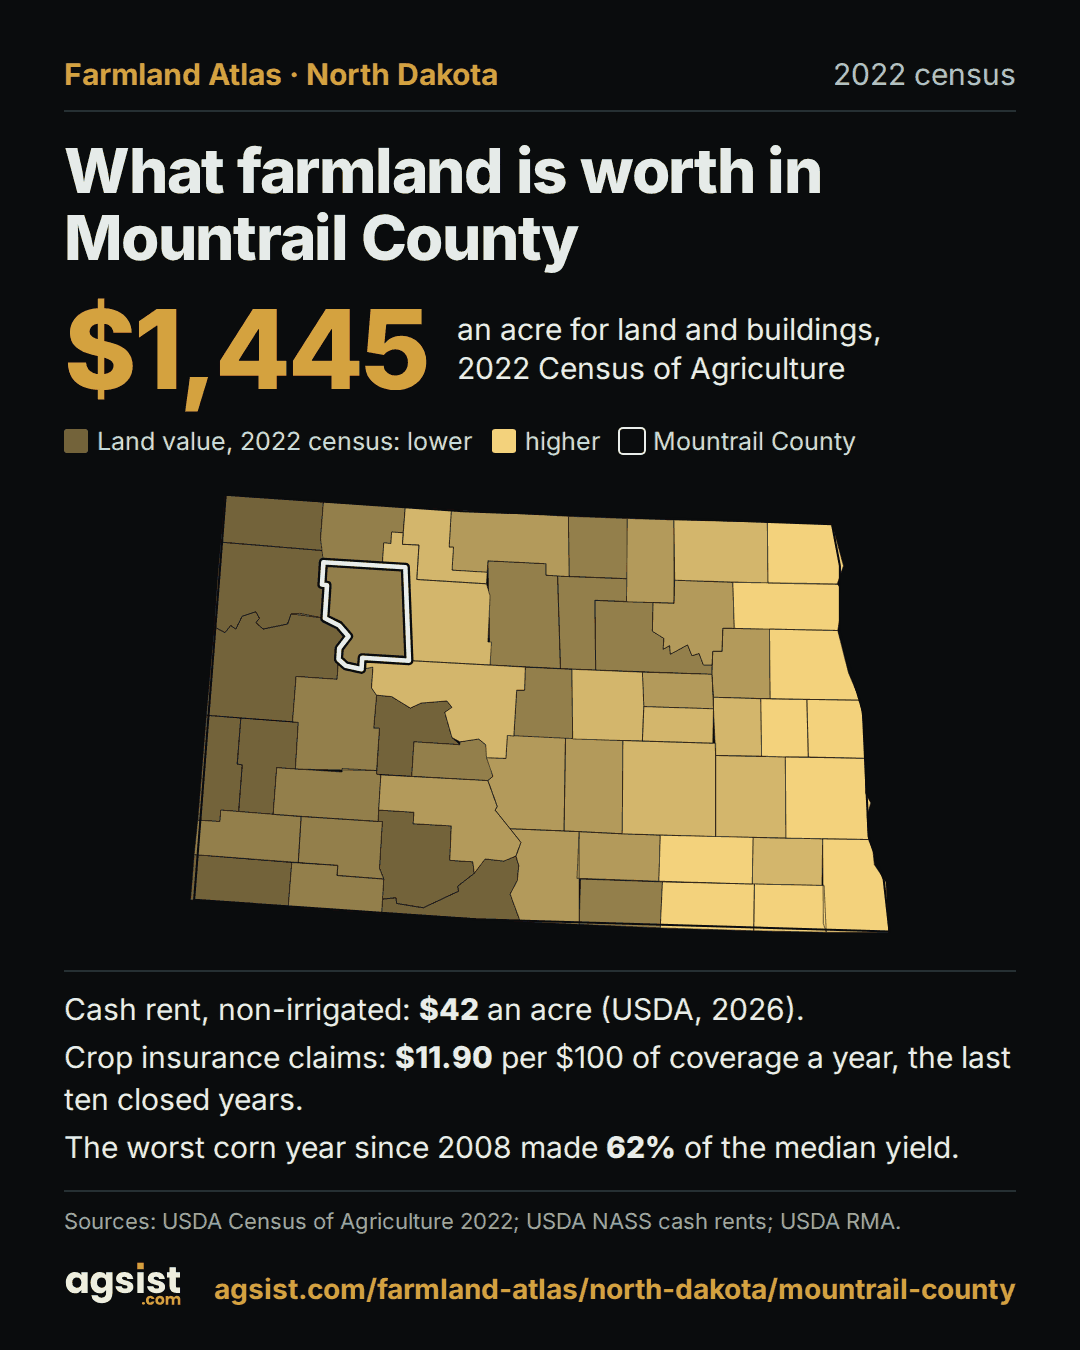 Farmland Atlas · North Dakota
2022 census
What farmland is worth in
Mountrail County
$1,445
an acre for land and buildings,
2022 Census of Agriculture
Land value, 2022 census: lower
higher
Mountrail County
Cash rent, non-irrigated: $42 an acre (USDA, 2026).
Crop insurance claims: $11.90 per $100 of coverage a year, the last
ten closed years.
The worst corn year since 2008 made 62% of the median yield.
Sources: USDA Census of Agriculture 2022; USDA NASS cash rents; USDA RMA.
agsist
.com
agsist.com/farmland-atlas/north-dakota/mountrail-county